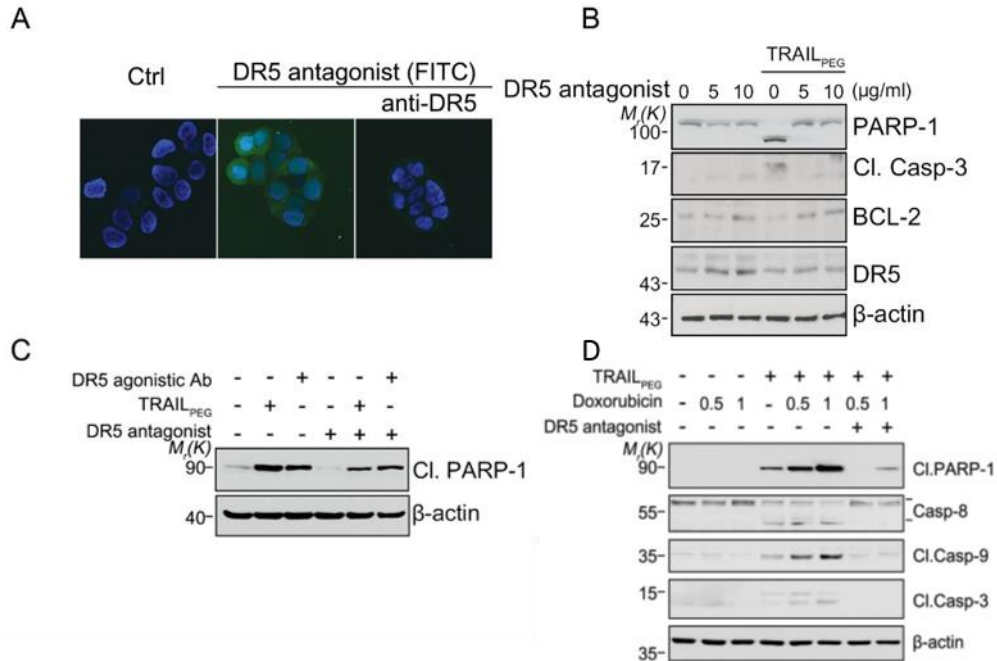 A
Ctrl
DR5 antagonist (FITC)
anti-DR5
B
TRAILPEG
DR5 antagonist 0 5 10 0 5 10 (µg/ml)
Mr(K)
100
PARP-1
17
Cl. Casp-3
25
BCL-2
43-
DR5
43-
β-actin
C
DR5 agonistic Ab - - + - - +
TRAILPEG - + - - + -
DR5 antagonist - - - + + +
Mr(K)
90-
Cl. PARP-1
40-
β-actin
D
TRAILPEG - - - + + + + +
Doxorubicin - 0.5 1 - 0.5 1 0.5 1
DR5 antagonist + +
Mr(K)
90-
Cl.PARP-1
55-
Casp-8
35-
Cl.Casp-9
15-
Cl.Casp-3
β-actin
35-